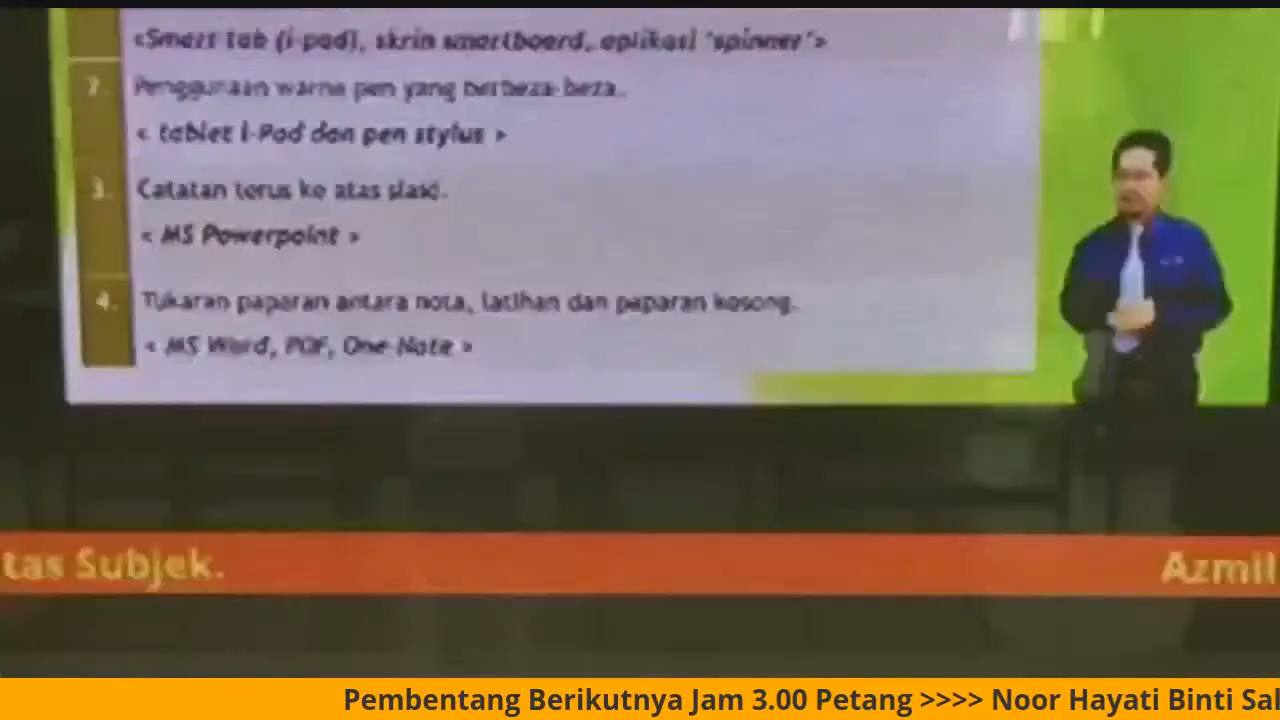 <Smart tab (i-pad), skrin smartboard, aplikasi 'spinner'>
2. Penggunaan warna pen yang berbeza-beza.
< tablet i-Pad dan pen stylus >
3. Catatan terus ke atas slaid.
< MS Powerpoint >
4. Tukaran paparan antara nota, latihan dan paparan kosong.
< MS Word, PDF, One-Note >
tas Subjek. Azmil
Pembentang Berikutnya Jam 3.00 Petang >>>> Noor Hayati Binti Sal